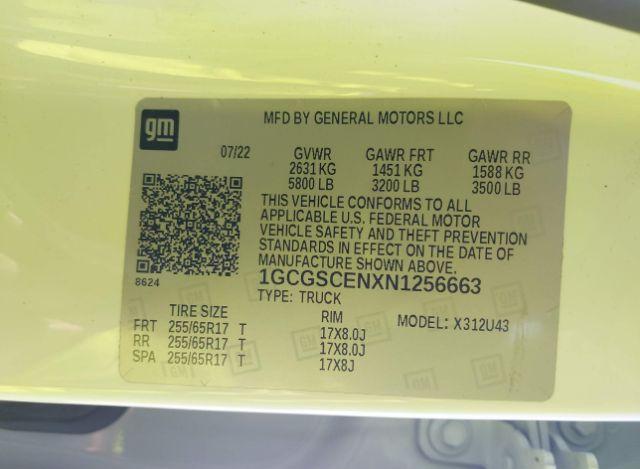 gm
MFD BY GENERAL MOTORS LLC
07/22 GVWR GAWR FRT GAWR RR
2631 KG 1451 KG 1588 KG
5800 LB 3200 LB 3500 LB
THIS VEHICLE CONFORMS TO ALL
APPLICABLE U.S. FEDERAL MOTOR
VEHICLE SAFETY AND THEFT PREVENTION
STANDARDS IN EFFECT ON THE DATE OF
MANUFACTURE SHOWN ABOVE.
8624 1GCGSCENXN1256663
TYPE: TRUCK
TIRE SIZE RIM MODEL: X312U43
FRT 255/65R17 T 17X8.0J
RR 255/65R17 T 17X8.0J
SPA 255/65R17 T 17X8J